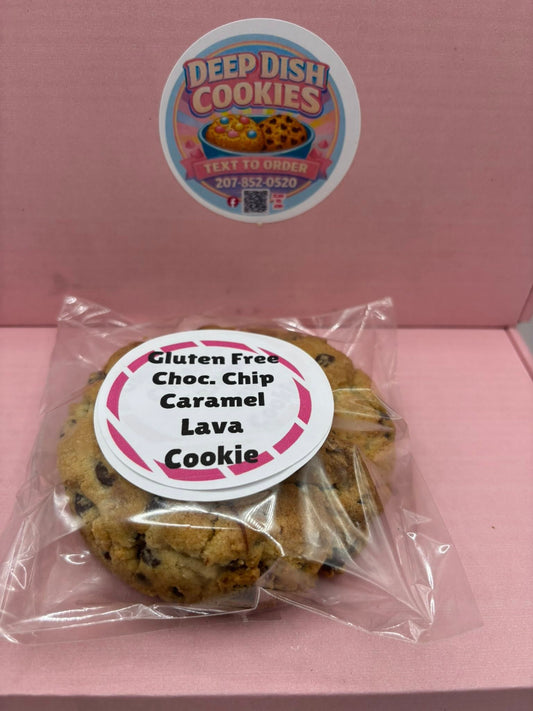 DEEP DISH
COOKIES
TEXT TO ORDER
207-852-0520
f
Gluten Free
Choc. Chip
Caramel
Lava
Cookie